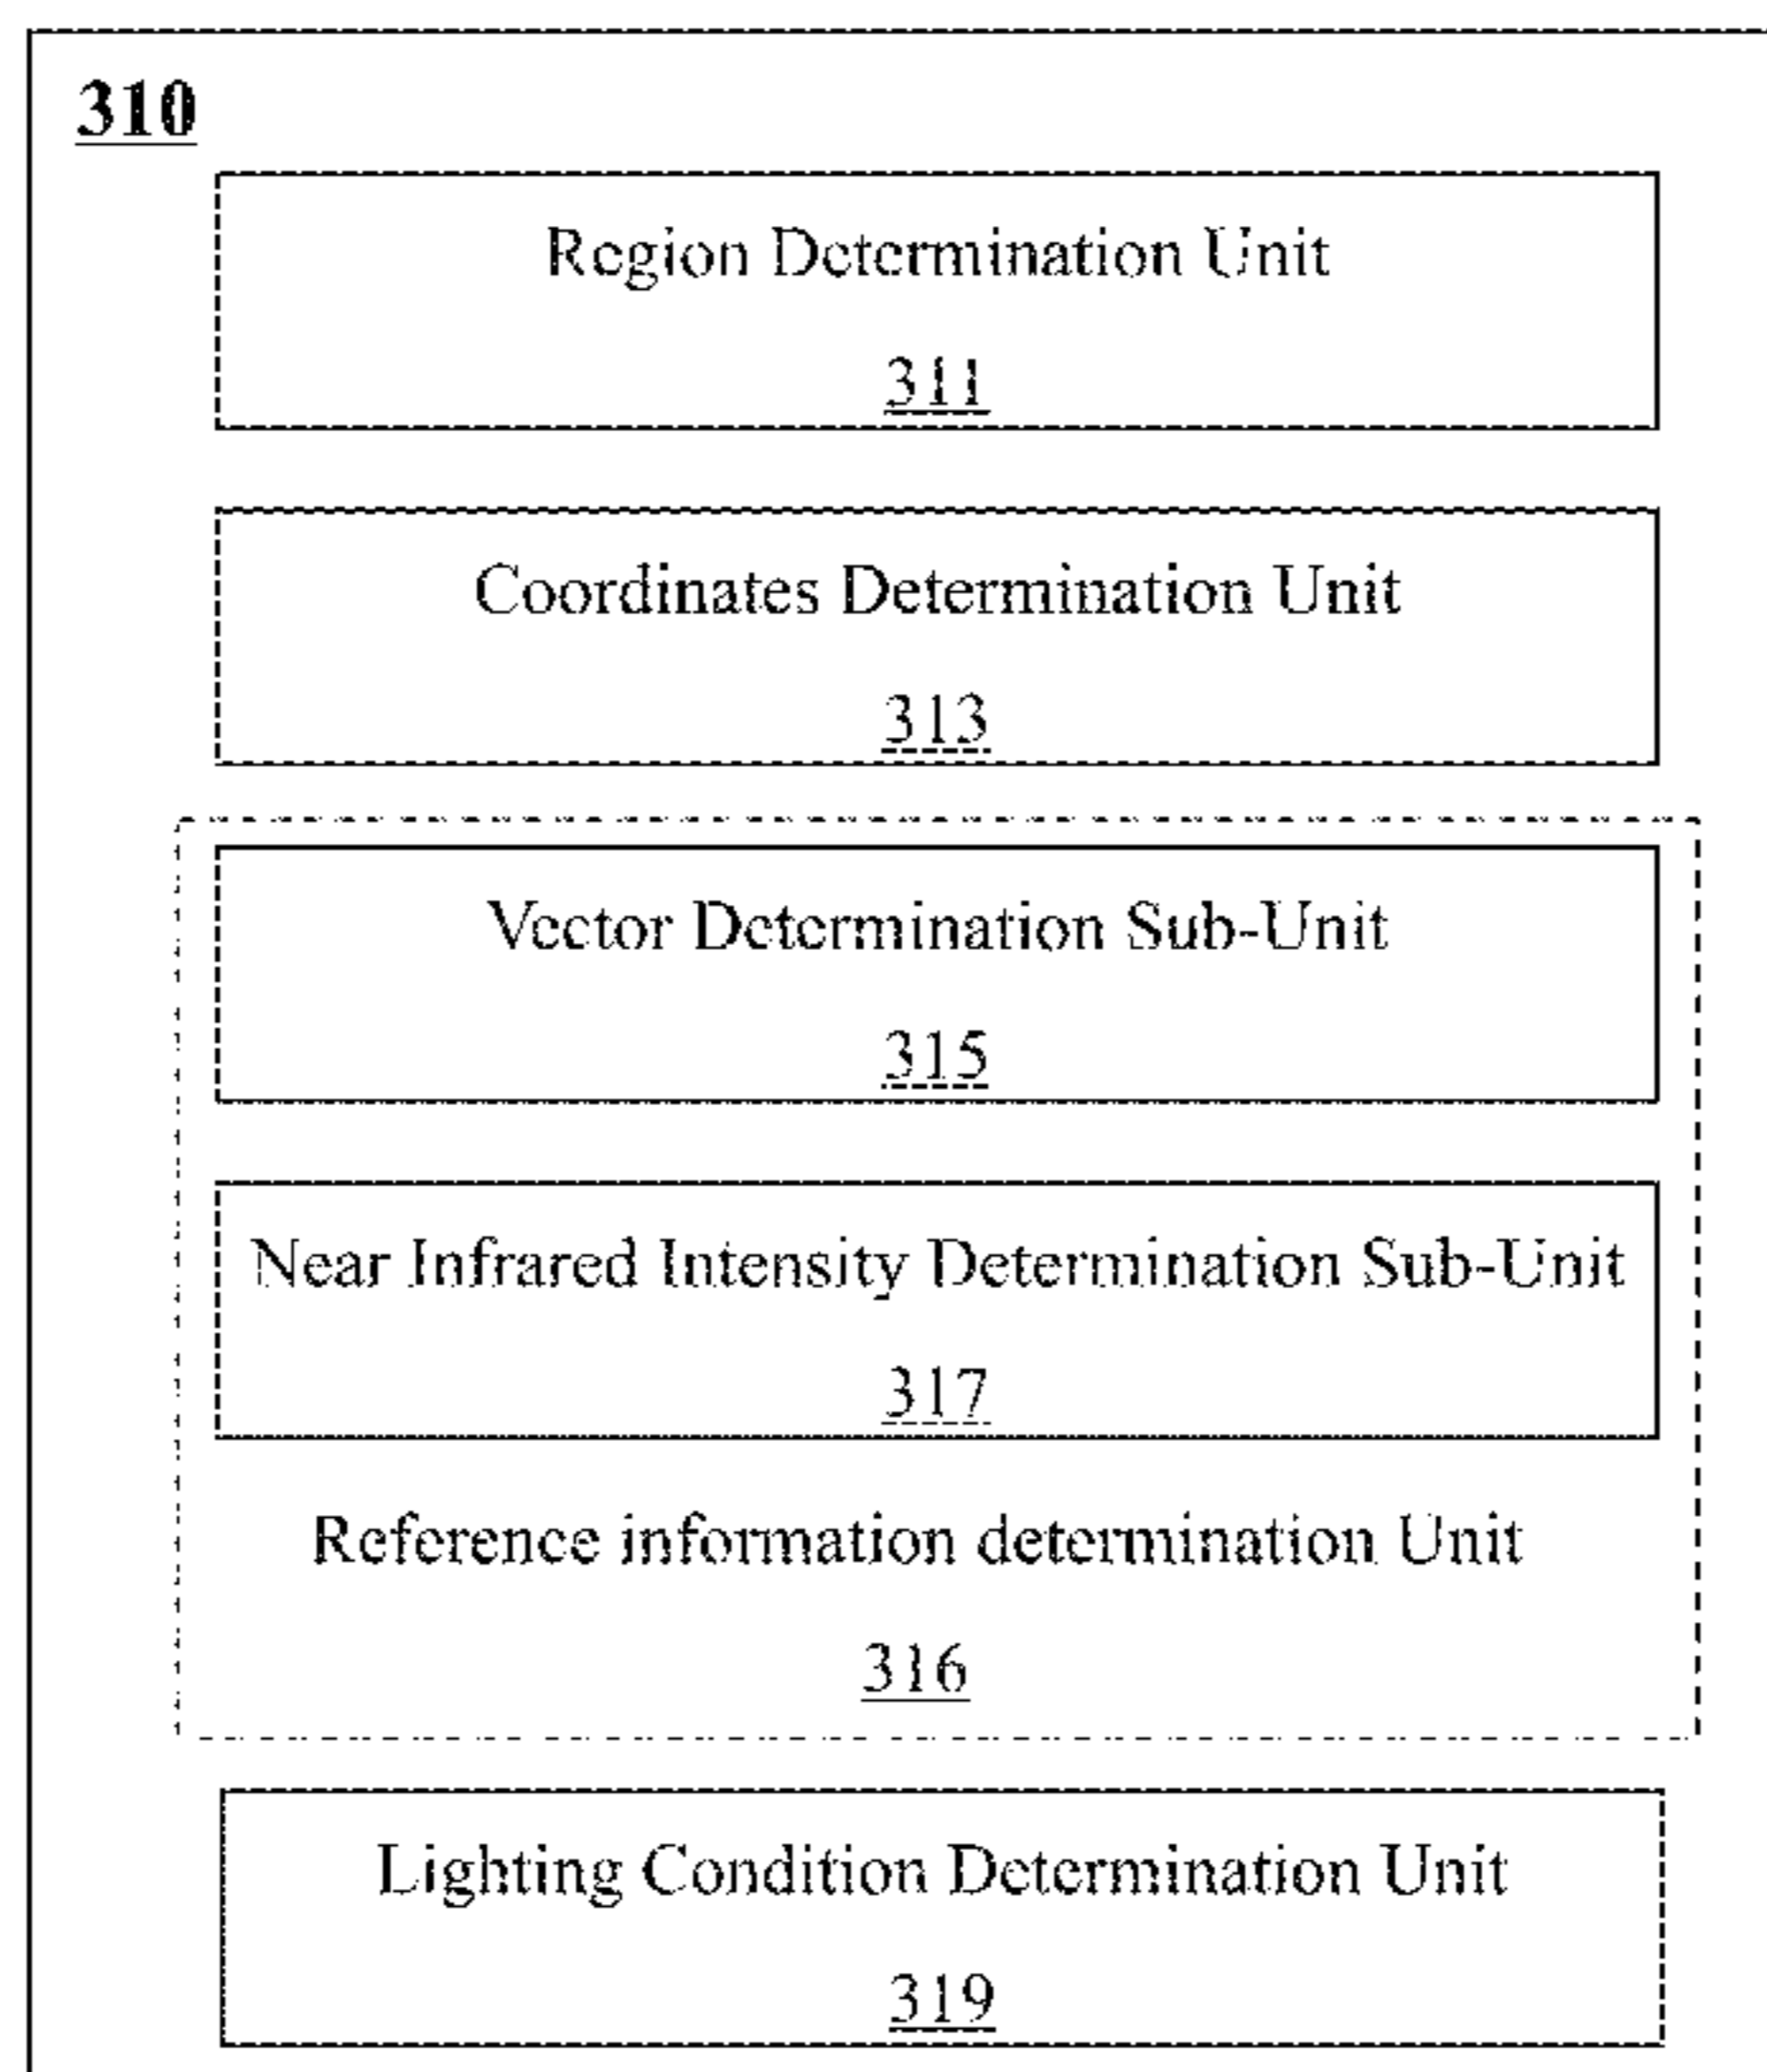 310
Region Determination Unit
311
Coordinates Determination Unit
313
Vector Determination Sub-Unit
315
Near Infrared Intensity Determination Sub-Unit
317
Reference information determination Unit
316
Lighting Condition Determination Unit
319